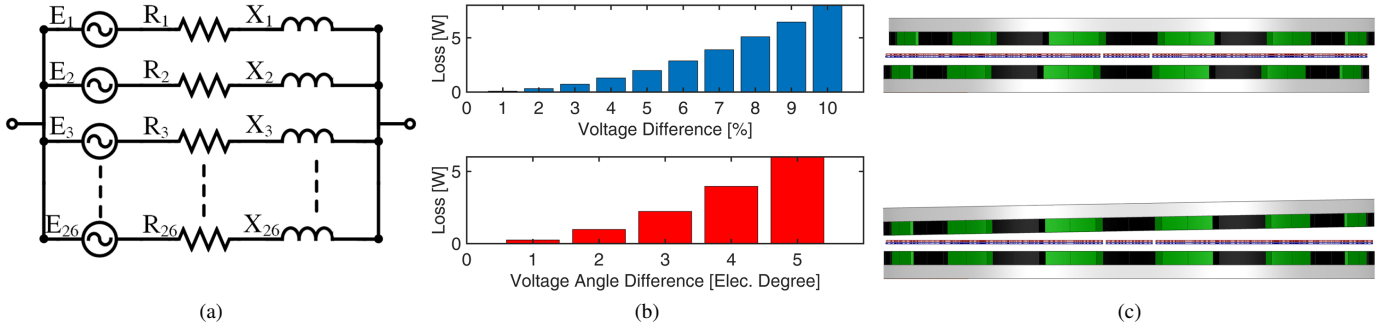 E1 R1 X1
E2 R2 X2
E3 R3 X3
E26 R26 X26
(a)
Loss [W]
5
0
0 1 2 3 4 5 6 7 8 9 10
Voltage Difference [%]
Loss [W]
5
0
0 1 2 3 4 5
Voltage Angle Difference [Elec. Degree]
(b)
(c)